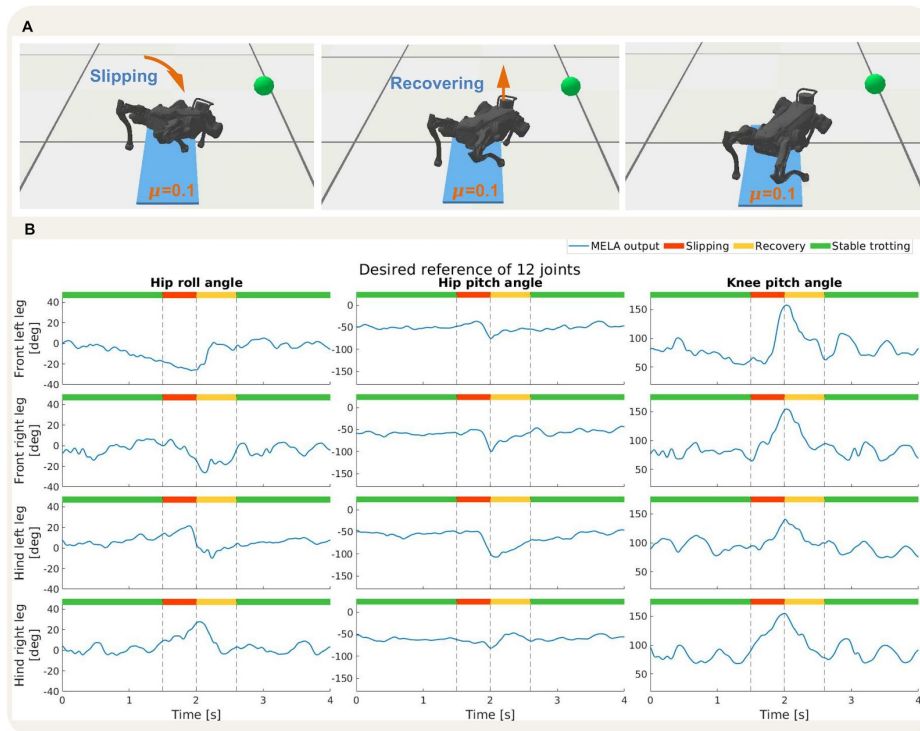 A
Slipping
μ=0.1
Recovering
μ=0.1
μ=0.1
B
MELA output Slipping Recovery Stable trotting
Desired reference of 12 joints
Hip roll angle Hip pitch angle Knee pitch angle
Front left leg
[deg]
40
20
0
-20
-40
0
-50
-100
-150
150
100
50
Front right leg
[deg]
40
20
0
-20
-40
0
-50
-100
-150
150
100
50
Hind left leg
[deg]
40
20
0
-20
-40
0
-50
-100
-150
150
100
50
Hind right leg
[deg]
40
20
0
-20
-40
0
-50
-100
-150
150
100
50
0 1 2 3 4 0 1 2 3 4 0 1 2 3 4
Time [s] Time [s] Time [s]